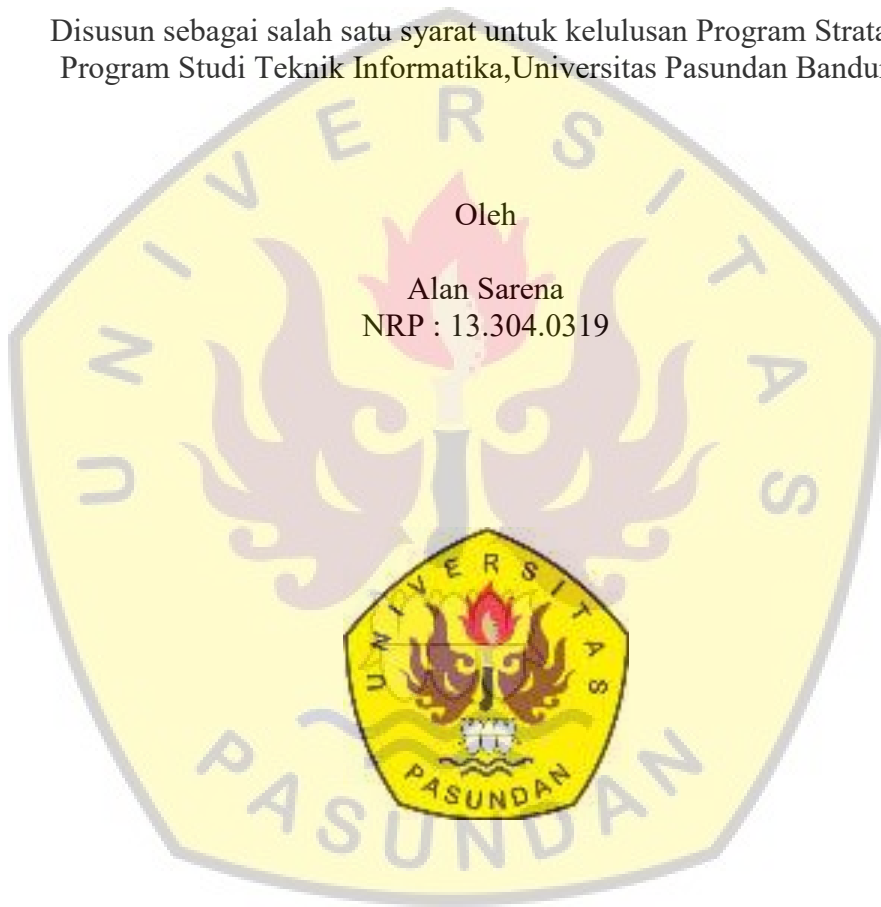 Disusun sebagai salah satu syarat untuk kelulusan Program Strata
Program Studi Teknik Informatika,Universitas Pasundan Bandu
Oleh
Alan Sarena
NRP : 13.304.0319
UNIVERSITAS
PASUNDAN
UNIVERSITAS
PASUNDAN